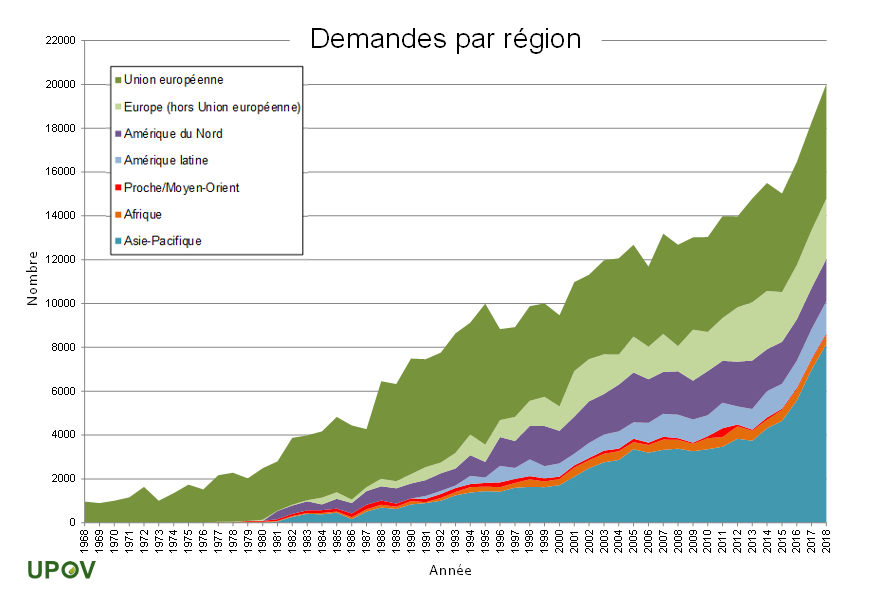 Demandes par région
22000
20000
18000
16000
14000
12000
10000
8000
6000
4000
2000
0
Nombre
Union européenne
Europe (hors Union européenne)
Amérique du Nord
Amérique latine
Proche/Moyen-Orient
Afrique
Asie-Pacifique
1968 1969 1970 1971 1972 1973 1974 1975 1976 1977 1978 1979 1980 1981 1982 1983 1984 1985 1986 1987 1988 1989 1990 1991 1992 1993 1994 1995 1996 1997 1998 1999 2000 2001 2002 2003 2004 2005 2006 2007 2008 2009 2010 2011 2012 2013 2014 2015 2016 2017 2018
Année
UPOV